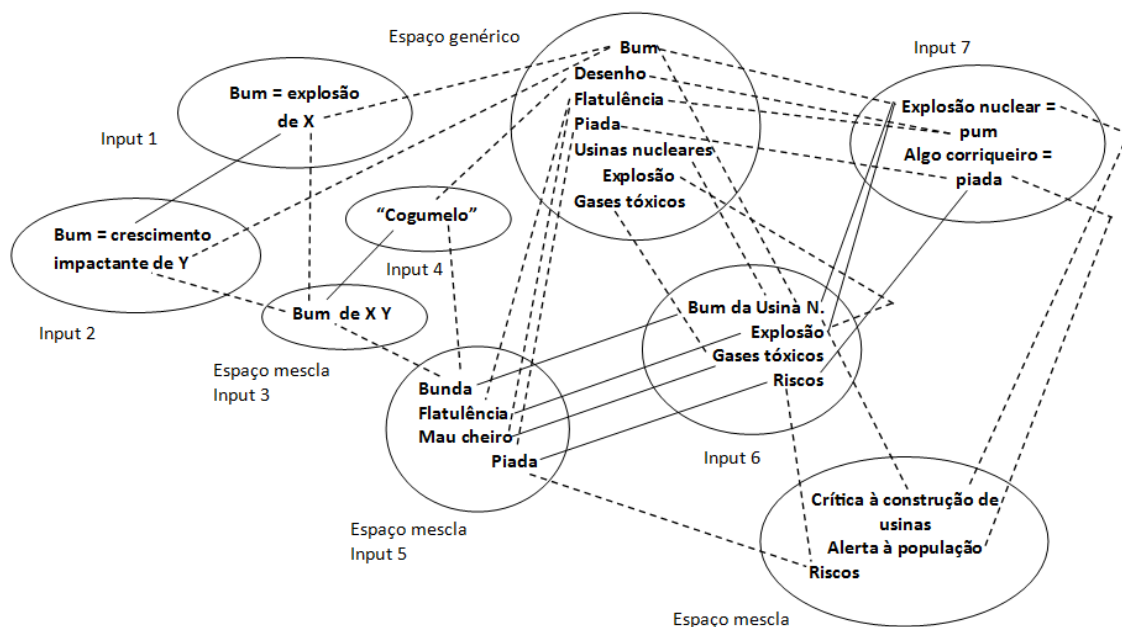 Espaço genérico
Bum
Desenho
Flatulência
Piada
Usinas nucleares
Explosão
Gases tóxicos
Input 7
Explosão nuclear =
pum
Algo corriqueiro =
piada
Bum = explosão
de X
Input 1
Bum = crescimento
impactante de Y
Input 2
“Cogumelo”
Input 4
Bum de X Y
Espaço mescla
Input 3
Bunda
Flatulência
Mau cheiro
Piada
Espaço mescla
Input 5
Bum da Usina N.
Explosão
Gases tóxicos
Riscos
Input 6
Crítica à construção de
usinas
Alerta à população
Riscos
Espaço mescla